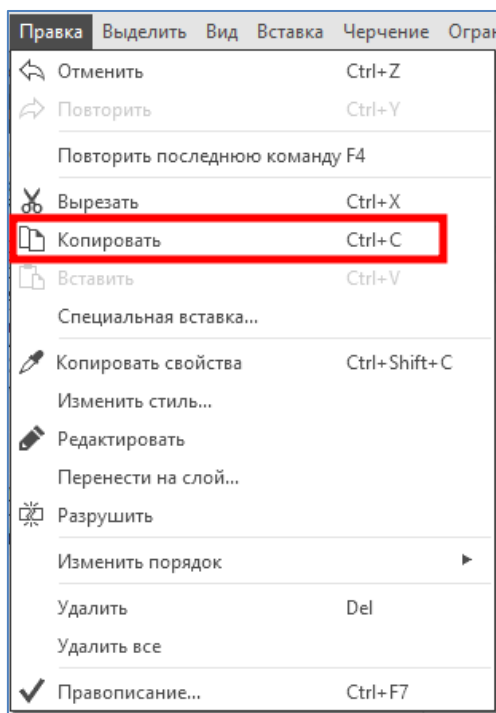 Правка Выделить Вид Вставка Черчение
Отменить Ctrl+Z
Повторить Ctrl+Y
Повторить последнюю команду F4
Вырезать Ctrl+X
Копировать Ctrl+C
Вставить Ctrl+V
Специальная вставка...
Копировать свойства Ctrl+Shift+C
Изменить стиль...
Редактировать
Перенести на слой...
Разрушить
Изменить порядок
Удалить Del
Удалить все
Правописание... Ctrl+F7